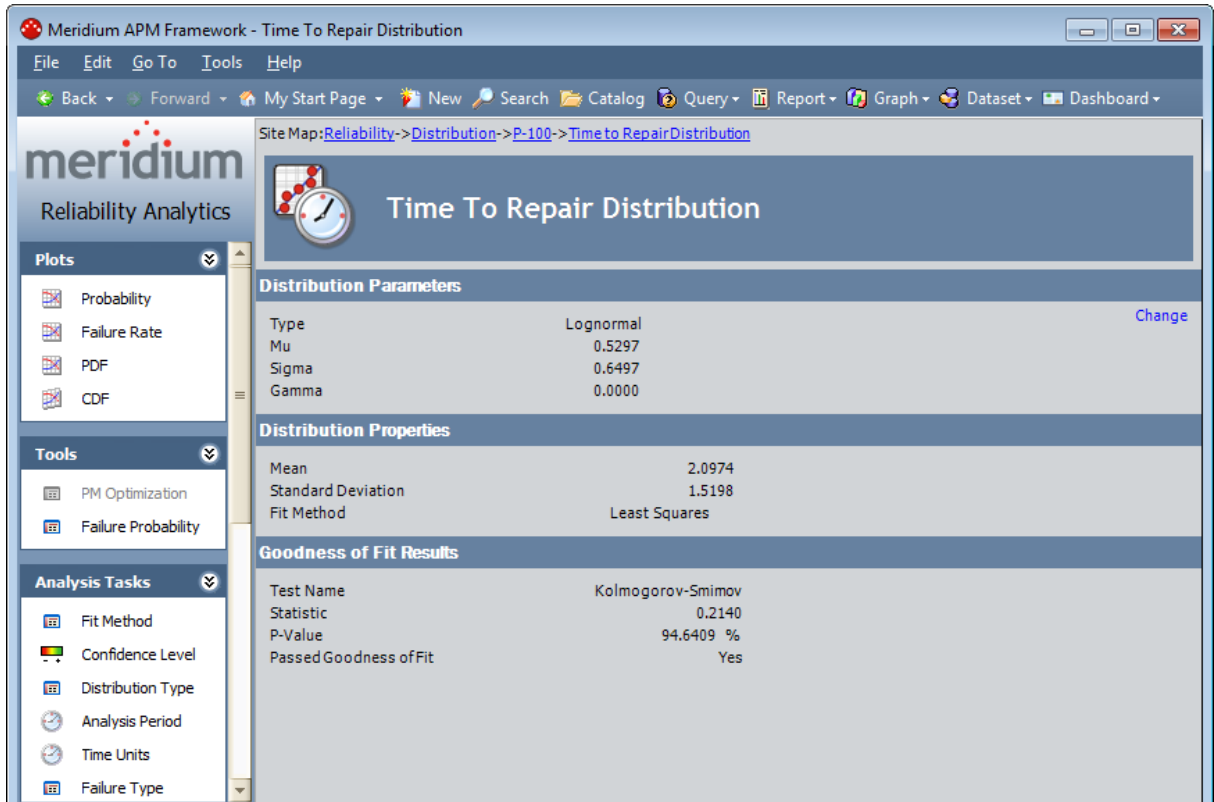 Meridium APM Framework - Time To Repair Distribution
File Edit Go To Tools Help
Back Forward My Start Page New Search Catalog Query Report Graph Dataset Dashboard
meridium
Reliability Analytics
Plots
Probability
Failure Rate
PDF
CDF
Tools
PM Optimization
Failure Probability
Analysis Tasks
Fit Method
Confidence Level
Distribution Type
Analysis Period
Time Units
Failure Type
Site Map:Reliability->Distribution->P-100->Time to Repair Distribution
Time To Repair Distribution
Distribution Parameters
Change
Type Lognormal
Mu 0.5297
Sigma 0.6497
Gamma 0.0000
Distribution Properties
Mean 2.0974
Standard Deviation 1.5198
Fit Method Least Squares
Goodness of Fit Results
Test Name Kolmogorov-Smimov
Statistic 0.2140
P-Value 94.6409 %
Passed Goodness of Fit Yes